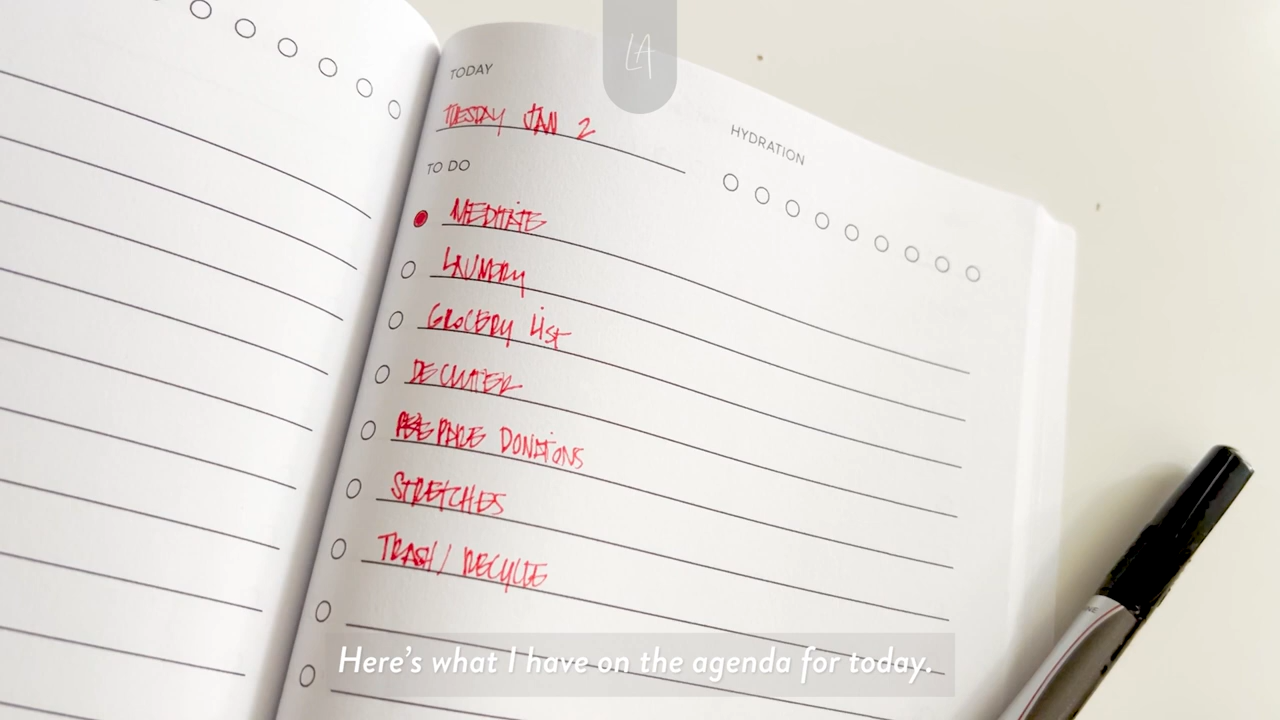 LA
TODAY
TUESDAY JAN 2
HYDRATION
TO DO
MEDITATE
LAUNDRY
GROCERY LIST
DECLUTTER
PREPARE DONATIONS
STRETCHES
TRASH / RECYCLE
Here's what I have on the agenda for today.